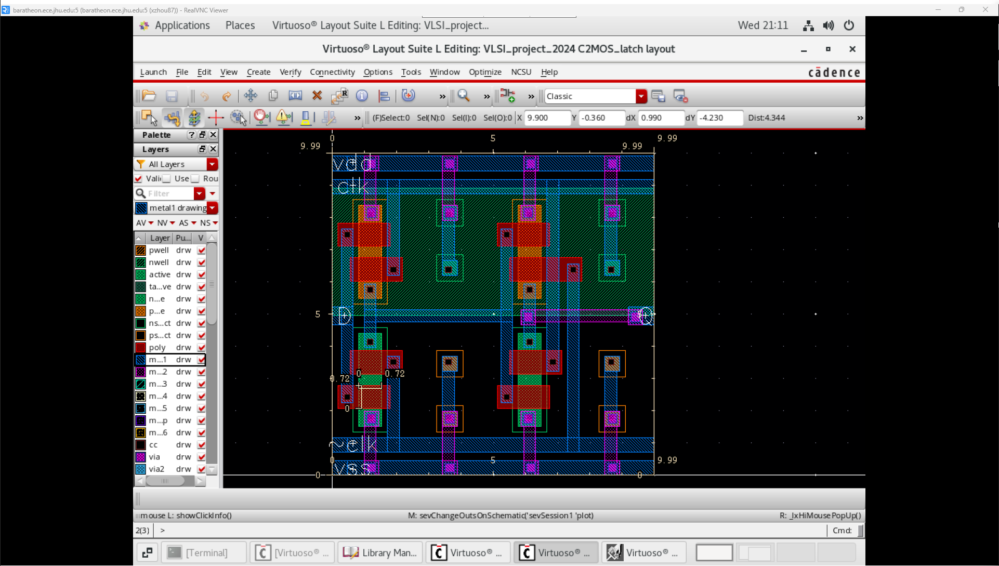 baratheon.ece.jhu.edu:5 (baratheon.ece.jhu.edu:5 (xzhou87)) - RealVNC Viewer
Applications Places Virtuoso® Layout Suite L Editing: VLSI_project... Wed 21:11
Virtuoso® Layout Suite L Editing: VLSI_project_2024 C2MOS_latch layout
Launch File Edit View Create Verify Connectivity Options Tools Window Optimize NCSU Help cādence
R » » » Classic
» (F)Select:0 Sel(N):0 Sel(I):0 Sel(O):0 X 9.900 Y -0.360 dX 0.990 dY -4.230 Dist:4.344 »
Palette ?
Layers
All Layers
Vali Use Rou
Filter
metal1 drawing
AV NV AS NS
Layer Pu... V
pwell drw
nwell drw
active drw
ta...ve drw
n...e drw
p...e drw
ns...ct drw
ps...ct drw
poly drw
m...1 drw
m...2 drw
m...3 drw
m...4 drw
m...5 drw
m...p drw
m...6 drw
cc drw
via drw
via2 drw
0 5 9.99
9.99 9.99
vdd
clk
5 D Q
0 0.72
0.72
0
~clk
0 5 9.99
vss
0 0
mouse L: showClickInfo() M: sevChangeOutsOnSchematic('sevSession1 'plot) R: _lxHiMousePopUp()
2(3) > Cmd:
[Terminal] [Virtuoso® ... Library Man... Virtuoso® ... Virtuoso® ... Virtuoso® ...